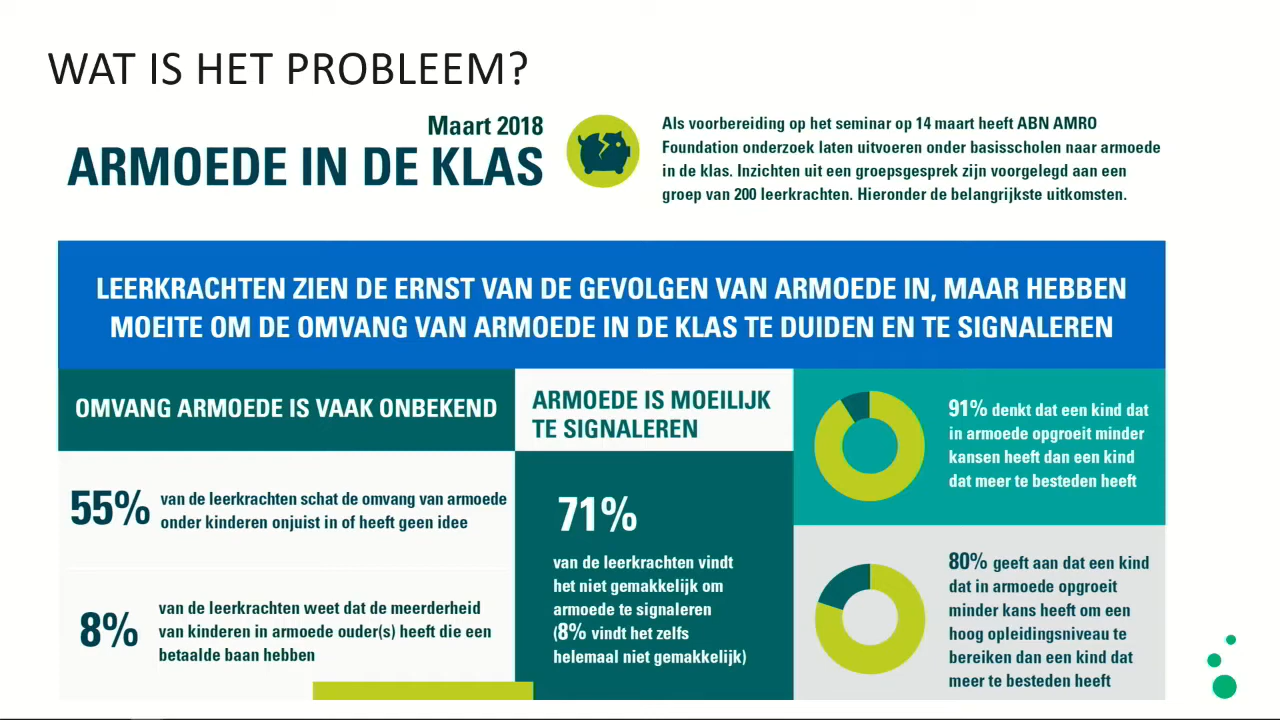 WAT IS HET PROBLEEM?
Maart 2018
ARMOEDE IN DE KLAS
Als voorbereiding op het seminar op 14 maart heeft ABN AMRO
Foundation onderzoek laten uitvoeren onder basisscholen naar armoede
in de klas. Inzichten uit een groepsgesprek zijn voorgelegd aan een
groep van 200 leerkrachten. Hieronder de belangrijkste uitkomsten.
LEERKRACHTEN ZIEN DE ERNST VAN DE GEVOLGEN VAN ARMOEDE IN, MAAR HEBBEN
MOEITE OM DE OMVANG VAN ARMOEDE IN DE KLAS TE DUIDEN EN TE SIGNALEREN
OMVANG ARMOEDE IS VAAK ONBEKEND
55% van de leerkrachten schat de omvang van armoede
onder kinderen onjuist in of heeft geen idee
8% van de leerkrachten weet dat de meerderheid
van kinderen in armoede ouder(s) heeft die een
betaalde baan hebben
ARMOEDE IS MOEILIJK
TE SIGNALEREN
71%
van de leerkrachten vindt
het niet gemakkelijk om
armoede te signaleren
(8% vindt het zelfs
helemaal niet gemakkelijk)
91% denkt dat een kind dat
in armoede opgroeit minder
kansen heeft dan een kind
dat meer te besteden heeft
80% geeft aan dat een kind
dat in armoede opgroeit
minder kans heeft om een
hoog opleidingsniveau te
bereiken dan een kind dat
meer te besteden heeft